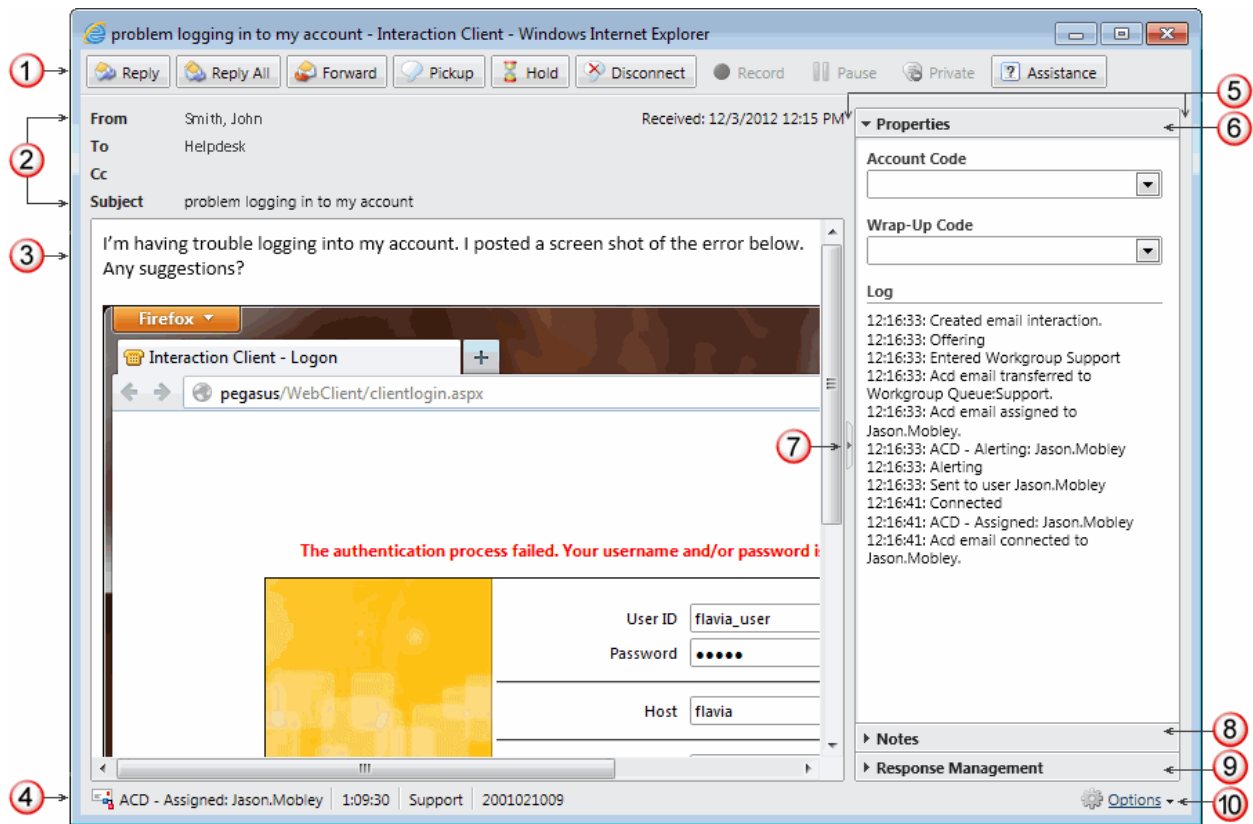 problem logging in to my account - Interaction Client - Windows Internet Explorer
1
Reply Reply All Forward Pickup Hold Disconnect Record Pause Private Assistance
5
From Smith, John Received: 12/3/2012 12:15 PM
To Helpdesk
2
Cc
Subject problem logging in to my account
3
I'm having trouble logging into my account. I posted a screen shot of the error below.
Any suggestions?
Firefox
Interaction Client - Logon
pegasus/WebClient/clientlogin.aspx
7
The authentication process failed. Your username and/or password
User ID flavia_user
Password
Host flavia
Properties
6
Account Code
Wrap-Up Code
Log
12:16:33: Created email interaction.
12:16:33: Offering
12:16:33: Entered Workgroup Support
12:16:33: Acd email transferred to
Workgroup Queue:Support.
12:16:33: Acd email assigned to
Jason.Mobley.
12:16:33: ACD - Alerting: Jason.Mobley
12:16:33: Alerting
12:16:33: Sent to user Jason.Mobley
12:16:41: Connected
12:16:41: ACD - Assigned: Jason.Mobley
12:16:41: Acd email connected to
Jason.Mobley.
Notes
8
Response Management
9
4
ACD - Assigned: Jason.Mobley 1:09:30 Support 2001021009
Options
10